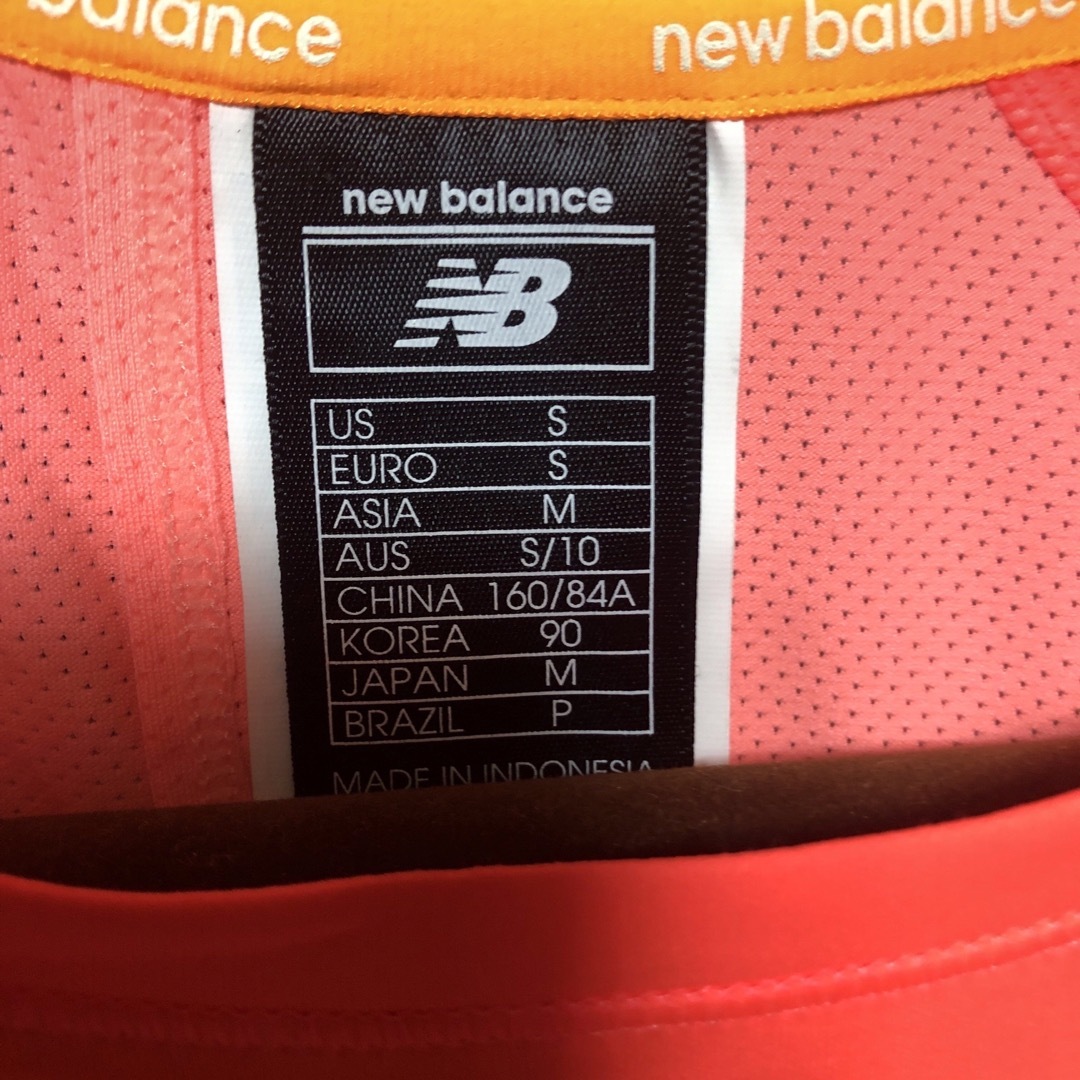 balance new balance
new balance
NB
US S
EURO S
ASIA M
AUS S/10
CHINA 160/84A
KOREA 90
JAPAN M
BRAZIL P
MADE IN INDONESIA